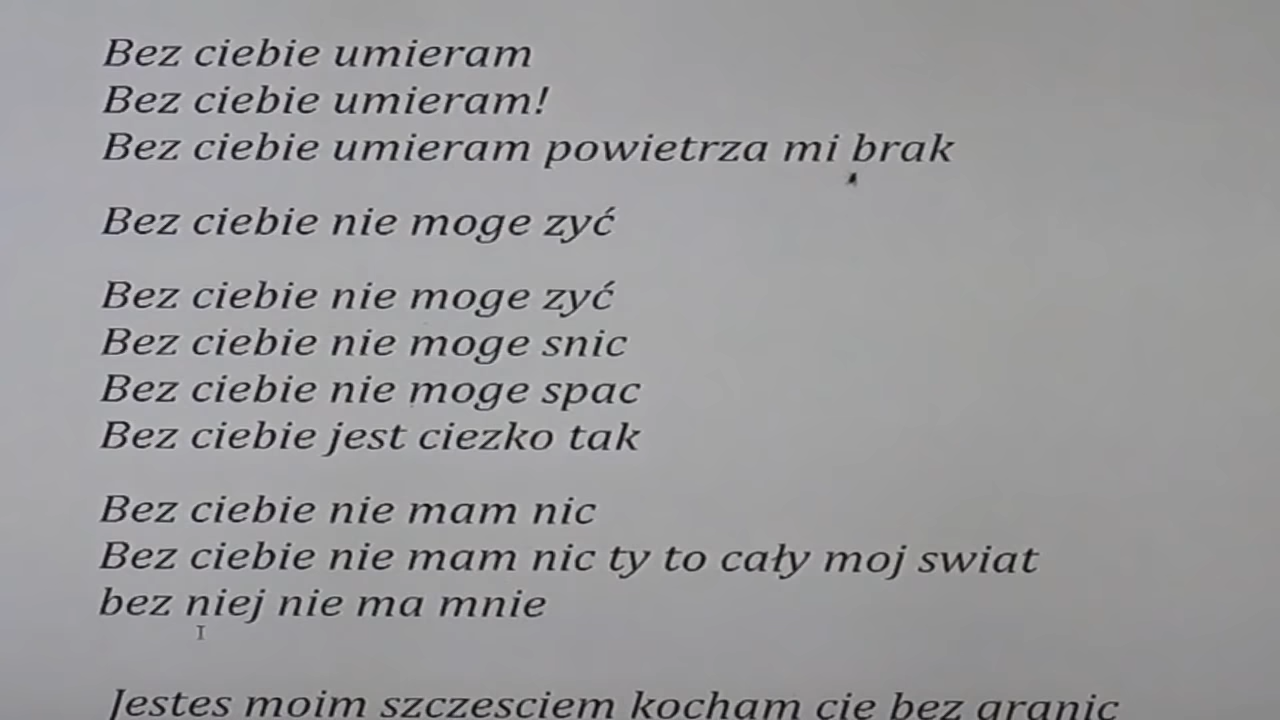 Bez ciebie umieram
Bez ciebie umieram!
Bez ciebie umieram powietrza mi brak
Bez ciebie nie moge zyć
Bez ciebie nie moge zyć
Bez ciebie nie moge snic
Bez ciebie nie moge spac
Bez ciebie jest ciezko tak
Bez ciebie nie mam nic
Bez ciebie nie mam nic ty to cały moj swiat
bez niej nie ma mnie
Jestes moim szczesciem kocham cie bez granic